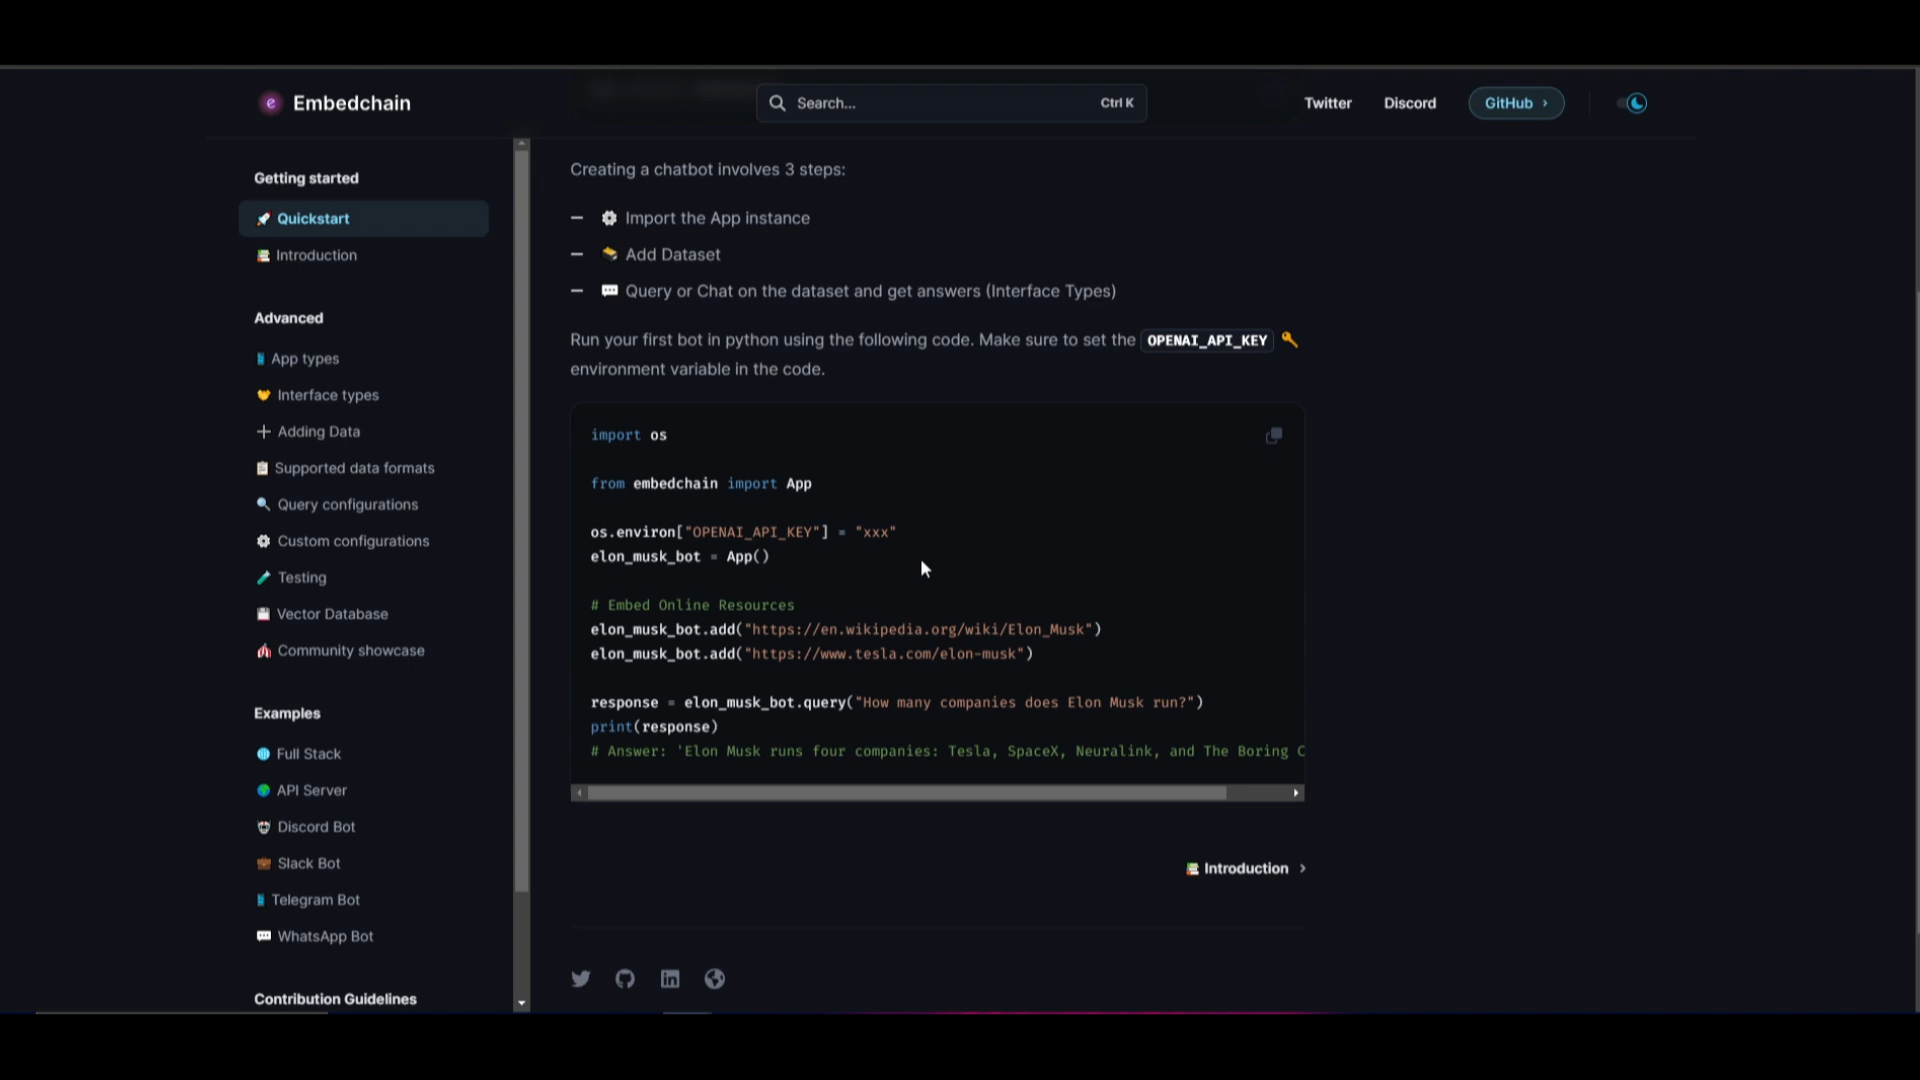 Embedchain
Search...
Ctrl K
Twitter
Discord
GitHub ›
Getting started
Quickstart
Introduction
Advanced
App types
Interface types
Adding Data
Supported data formats
Query configurations
Custom configurations
Testing
Vector Database
Community showcase
Examples
Full Stack
API Server
Discord Bot
Slack Bot
Telegram Bot
WhatsApp Bot
Contribution Guidelines
Creating a chatbot involves 3 steps:
– Import the App instance
– Add Dataset
– Query or Chat on the dataset and get answers (Interface Types)
Run your first bot in python using the following code. Make sure to set the OPENAI_API_KEY
environment variable in the code.
import os
from embedchain import App
os.environ["OPENAI_API_KEY"] = "xxx"
elon_musk_bot = App()
# Embed Online Resources
elon_musk_bot.add("https://en.wikipedia.org/wiki/Elon_Musk")
elon_musk_bot.add("https://www.tesla.com/elon-musk")
response = elon_musk_bot.query("How many companies does Elon Musk run?")
print(response)
# Answer: 'Elon Musk runs four companies: Tesla, SpaceX, Neuralink, and The Boring C
Introduction ›